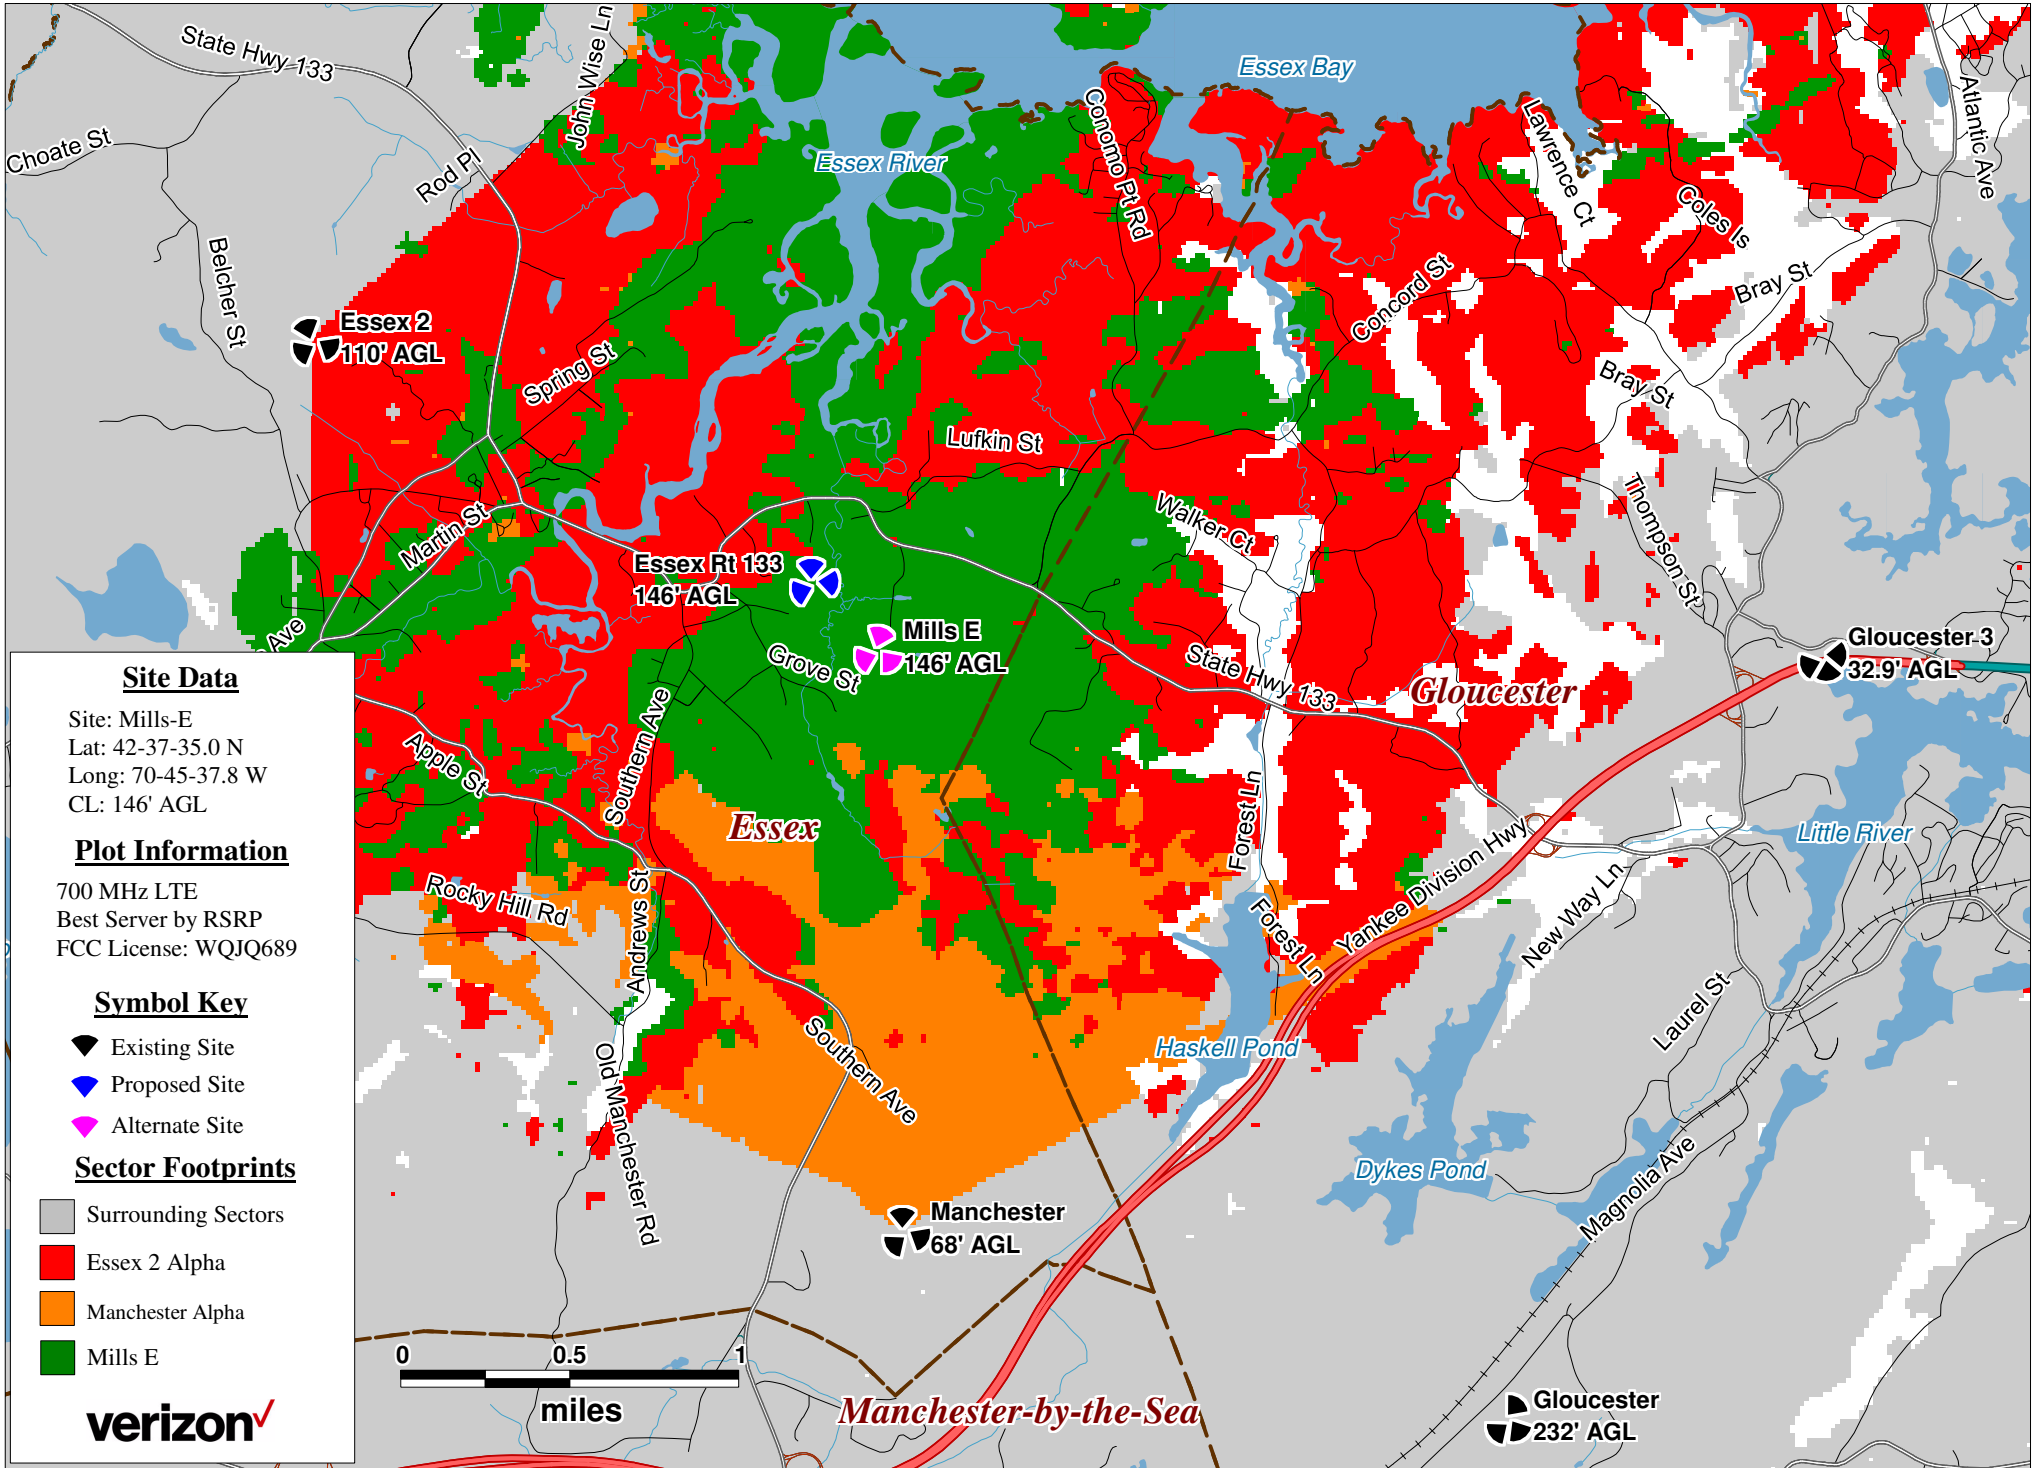 State Hwy 133
John Wise Ln
Essex Bay
Atlantic Ave
Choate St
Rod Pl
Essex River
Conomo Pt Rd
Lawrence Ct
Coles Is
Belcher St
Concord St
Bray St
Essex 2
110' AGL
Spring St
Bray St
Lufkin St
Martin St
Walker Ct
Thompson St
Essex Rt 133
146' AGL
Mills E
146' AGL
Grove St
State Hwy 133
Gloucester
Gloucester 3
32.9' AGL
Ave
Southern Ave
Apple St
Essex
Forest Ln
Little River
Yankee Division Hwy
Rocky Hill Rd
Andrews St
Forest Ln
New Way Ln
Laurel St
Southern Ave
Haskell Pond
Old Manchester Rd
Dykes Pond
Magnolia Ave
Manchester
68' AGL
Gloucester
232' AGL
Manchester-by-the-Sea
0 0.5 1
miles
Site Data
Site: Mills-E
Lat: 42-37-35.0 N
Long: 70-45-37.8 W
CL: 146' AGL
Plot Information
700 MHz LTE
Best Server by RSRP
FCC License: WQJQ689
Symbol Key
Existing Site
Proposed Site
Alternate Site
Sector Footprints
Surrounding Sectors
Essex 2 Alpha
Manchester Alpha
Mills E
verizon